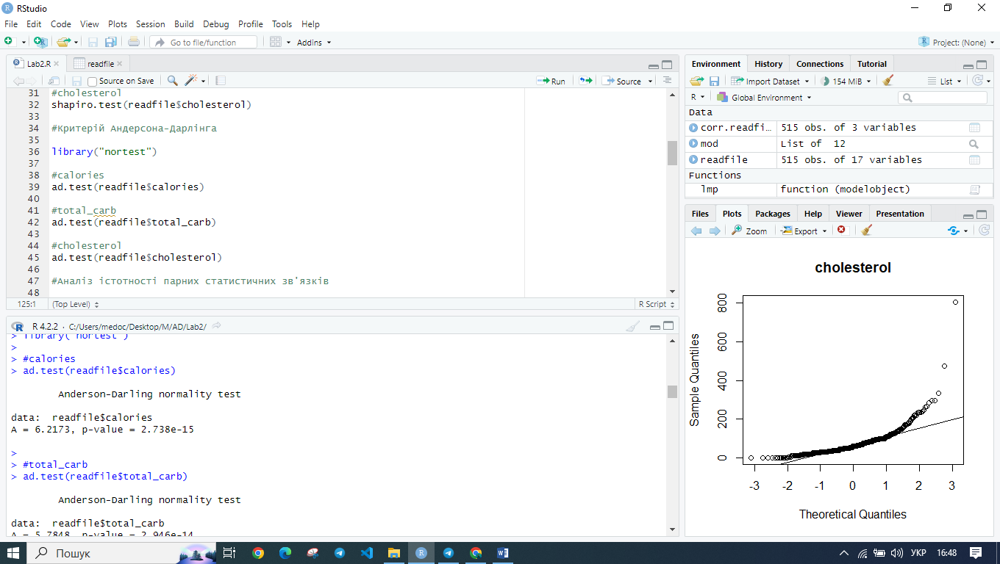 RStudio
File Edit Code View Plots Session Build Debug Profile Tools Help
Go to file/function Addins Project: (None)
Lab2.R readfile
Source on Save Run Source
31 #cholesterol
32 shapiro.test(readfile$cholesterol)
33
34 #Критерій Андерсона-Дарлінга
35
36 library("nortest")
37
38 #calories
39 ad.test(readfile$calories)
40
41 #total_carb
42 ad.test(readfile$total_carb)
43
44 #cholesterol
45 ad.test(readfile$cholesterol)
46
47 #Аналіз істотності парних статистичних зв'язків
48
125:1 (Top Level) R Script
R 4.2.2 · C:/Users/medoc/Desktop/M/AD/Lab2/
> library("nortest")
>
> #calories
> ad.test(readfile$calories)
Anderson-Darling normality test
data: readfile$calories
A = 6.2173, p-value = 2.738e-15
>
> #total_carb
> ad.test(readfile$total_carb)
Anderson-Darling normality test
data: readfile$total_carb
A = 5.7848, p-value = 2.946e-14
Environment History Connections Tutorial
Import Dataset 154 MiB List
R Global Environment
Data
corr.readfi… 515 obs. of 3 variables
mod List of 12
readfile 515 obs. of 17 variables
Functions
lmp function (modelobject)
Files Plots Packages Help Viewer Presentation
Zoom Export
cholesterol
Sample Quantiles
800
600
400
200
0
-3 -2 -1 0 1 2 3
Theoretical Quantiles
Пошук УКР 16:48